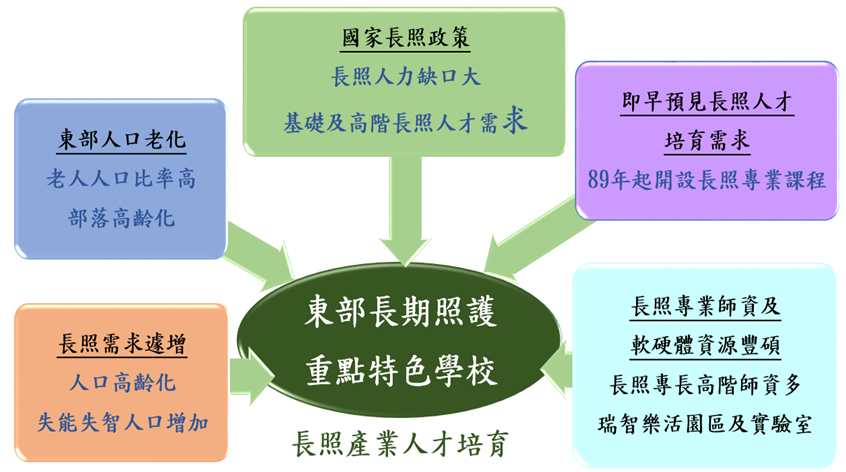 國家長照政策
長照人力缺口大
基礎及高階長照人才需求
即早預見長照人才
培育需求
89年起開設長照專業課程
東部人口老化
老人人口比率高
部落高齡化
長照需求遽增
人口高齡化
失能失智人口增加
東部長期照護
重點特色學校
長照產業人才培育
長照專業師資及
軟硬體資源豐碩
長照專長高階師資多
瑞智樂活園區及實驗室